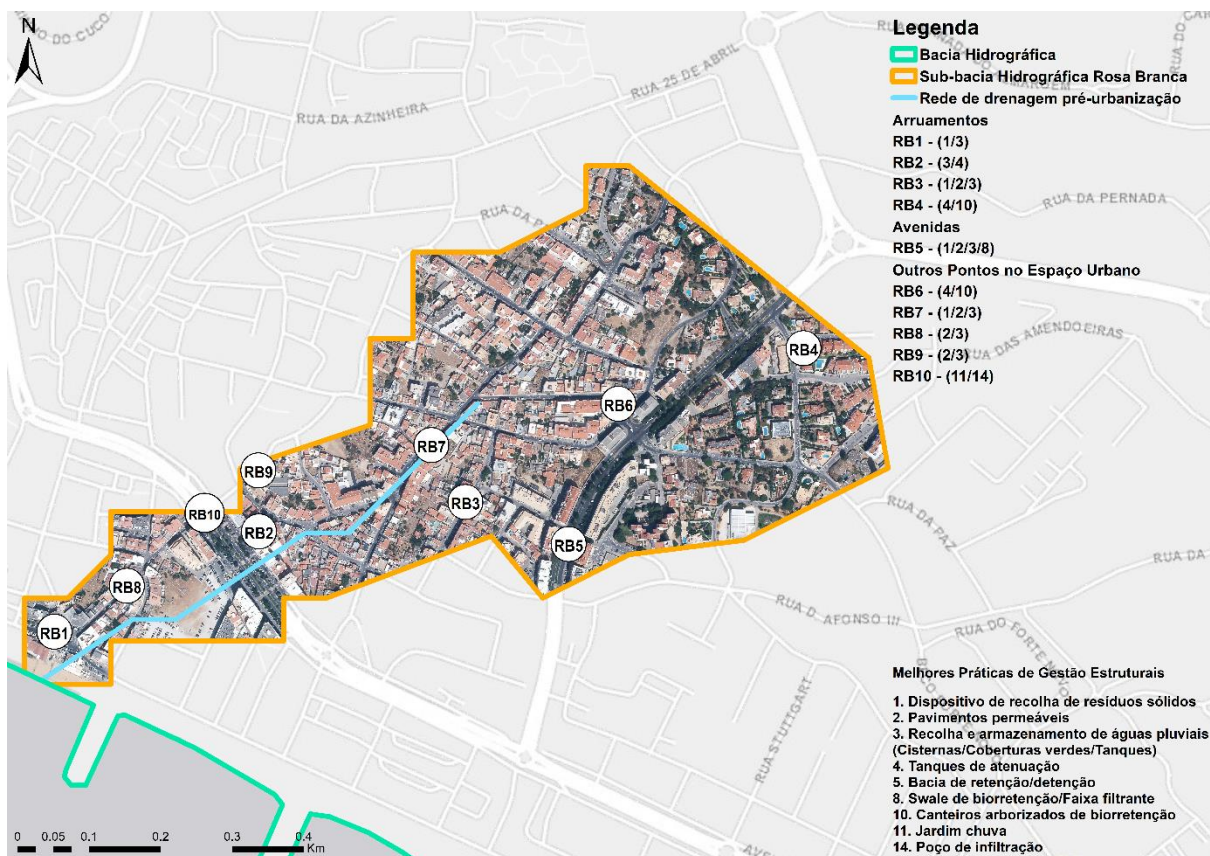 N
INHO DO CUCO
RUA DA AZINHEIRA
RUA 25 DE ABRIL
RUA DA PERNADA
RUA DAS AMENDOEIRAS
RUA DA PAZ
RUA DA
RUA D. AFONSO III
RUA DO FORTE NOVO
RUA STUTTGART
Legenda
Bacia Hidrográfica
Sub-bacia Hidrográfica Rosa Branca
Rede de drenagem pré-urbanização
Arruamentos
RB1 - (1/3)
RB2 - (3/4)
RB3 - (1/2/3)
RB4 - (4/10)
Avenidas
RB5 - (1/2/3/8)
Outros Pontos no Espaço Urbano
RB6 - (4/10)
RB7 - (1/2/3)
RB8 - (2/3)
RB9 - (2/3)
RB10 - (11/14)
RB4
RB6
RB7
RB9
RB3
RB10
RB2
RB5
RB8
RB1
Melhores Práticas de Gestão Estruturais
1. Dispositivo de recolha de resíduos sólidos
2. Pavimentos permeáveis
3. Recolha e armazenamento de águas pluviais
(Cisternas/Coberturas verdes/Tanques)
4. Tanques de atenuação
5. Bacia de retenção/detenção
8. Swale de biorretenção/Faixa filtrante
10. Canteiros arborizados de biorretenção
11. Jardim chuva
14. Poço de infiltração
0 0.05 0.1 0.2 0.3 0.4
Km